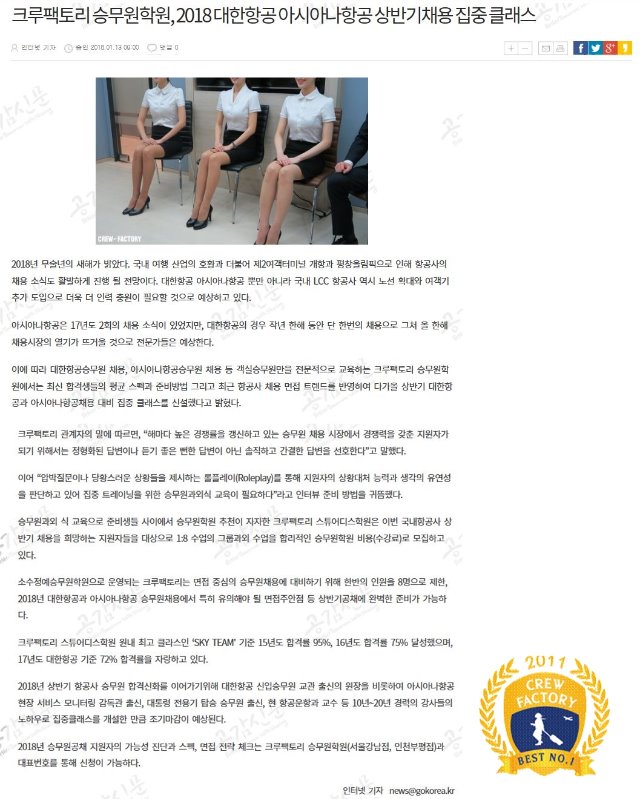 크루팩토리 승무원학원, 2018 대한항공 아시아나항공 상반기채용 집중 클래스
인터넷 기자 승인 2018.01.13 09:00 댓글 0
CREW-FACTORY
2018년 무술년의 새해가 밝았다. 국내 여행 산업의 호황과 더불어 제2여객터미널 개항과 평창올림픽으로 인해 항공사의
채용 소식도 활발하게 진행 될 전망이다. 대한항공 아시아나항공 뿐만 아니라 국내 LCC 항공사 역시 노선 확대와 여객기
추가 도입으로 더욱 더 인력 충원이 필요할 것으로 예상하고 있다.
아시아나항공은 17년도 2회의 채용 소식이 있었지만, 대한항공의 경우 작년 한해 동안 단 한번의 채용으로 그쳐 올 한해
채용시장의 열기가 뜨거울 것으로 전문가들은 예상한다.
이에 따라 대한항공승무원 채용, 아시아나항공승무원 채용 등 객실승무원만을 전문적으로 교육하는 크루팩토리 승무원학
원에서는 최신 합격생들의 평균 스펙과 준비방법 그리고 최근 항공사 채용 면접 트렌드를 반영하여 다가올 상반기 대한항
공과 아시아나항공채용 대비 집중 클래스를 신설했다고 밝혔다.
크루팩토리 관계자의 말에 따르면, “해마다 높은 경쟁률을 갱신하고 있는 승무원 채용 시장에서 경쟁력을 갖춘 지원자가
되기 위해서는 정형화된 답변이나 듣기 좋은 뻔한 답변이 아닌 솔직하고 간결한 답변을 선호한다”고 말했다.
이어 “압박질문이나 당황스러운 상황들을 제시하는 롤플레이(Roleplay)를 통해 지원자의 상황대처 능력과 생각의 유연성
을 판단하고 있어 집중 트레이닝을 위한 승무원과외식 교육이 필요하다”라고 인터뷰 준비 방법을 귀띔했다.
승무원과외 식 교육으로 준비생들 사이에서 승무원학원 추천이 자자한 크루팩토리 스튜어디스학원은 이번 국내항공사 상
반기 채용을 희망하는 지원자들을 대상으로 1:8 수업의 그룹과외 수업을 합리적인 승무원학원 비용(수강료)로 모집하고
있다.
소수정예승무원학원으로 운영되는 크루팩토리는 면접 중심의 승무원채용에 대비하기 위해 한반의 인원을 8명으로 제한,
2018년 대한항공과 아시아나항공 승무원채용에서 특히 유의해야 될 면접주안점 등 상반기공채에 완벽한 준비가 가능하
다.
크루팩토리 스튜어디스학원 원내 최고 클라스인 ‘SKY TEAM’ 기준 15년도 합격률 95%, 16년도 합격률 75% 달성했으며,
17년도 대한항공 기준 72% 합격률을 자랑하고 있다.
2018년 상반기 항공사 승무원 합격신화를 이어가기위해 대한항공 신입승무원 교관 출신의 원장을 비롯하여 아시아나항공
현장 서비스 모니터링 감독관 출신, 대통령 전용기 탑승 승무원 출신, 현 항공운항과 교수 등 10년~20년 경력의 강사들의
노하우로 집중클래스를 개설한 만큼 조기마감이 예상된다.
2018년 승무원공채 지원자의 가능성 진단과 스펙, 면접 전략 체크는 크루팩토리 승무원학원(서울강남점, 인천부평점)과
대표번호를 통해 신청이 가능하다.
인터넷 기자 news@gokorea.kr
2011
CREW
FACTORY
BEST NO.1